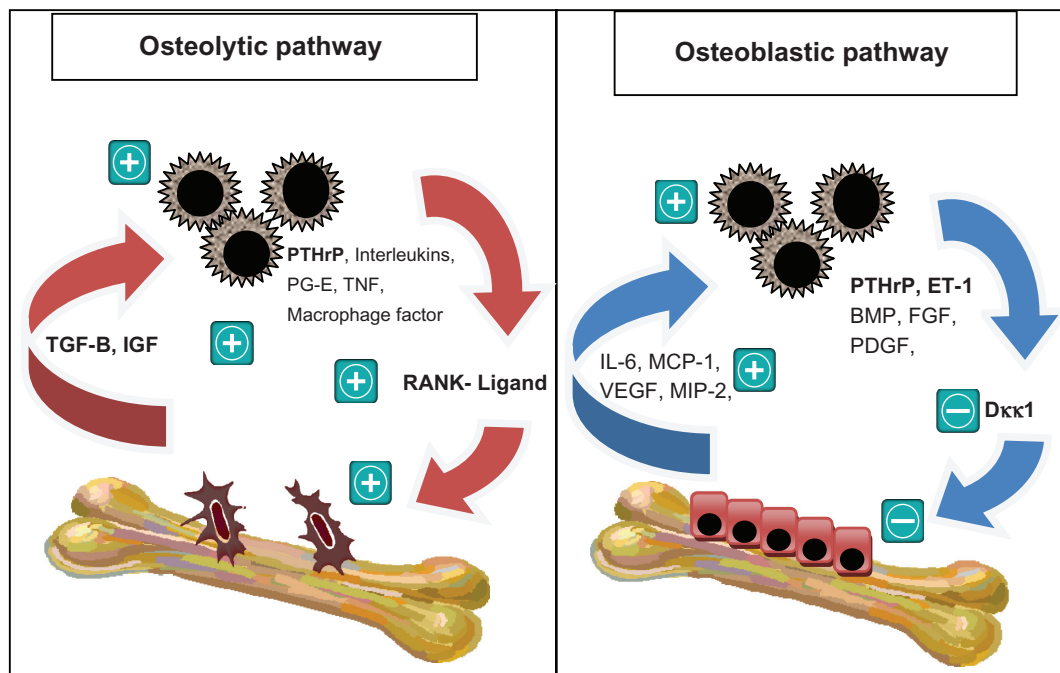 Osteolytic pathway
PTHrP, Interleukins,
PG-E, TNF,
Macrophage factor
TGF-B, IGF
RANK- Ligand
Osteoblastic pathway
PTHrP, ET-1
BMP, FGF,
PDGF,
IL-6, MCP-1,
VEGF, MIP-2,
Dκκ1